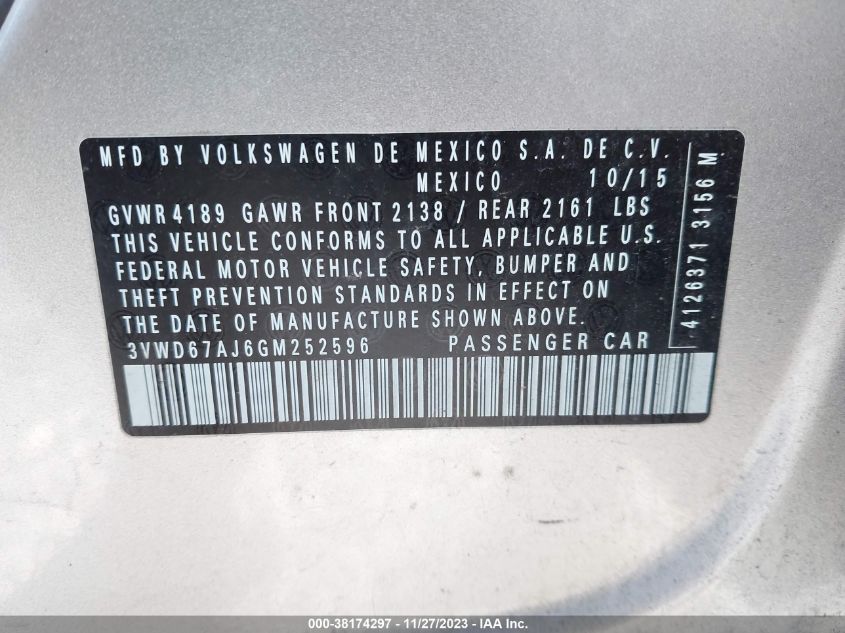 MFD BY VOLKSWAGEN DE MEXICO S.A. DE C.V.
MEXICO 10/15
GVWR 4189 GAWR FRONT 2138 / REAR 2161 LBS
THIS VEHICLE CONFORMS TO ALL APPLICABLE U.S.
FEDERAL MOTOR VEHICLE SAFETY, BUMPER AND
THEFT PREVENTION STANDARDS IN EFFECT ON
THE DATE OF MANUFACTURE SHOWN ABOVE.
3VWD67AJ6GM252596 PASSENGER CAR
4126371 3156 M
000-38174297 - 11/27/2023 - IAA Inc.